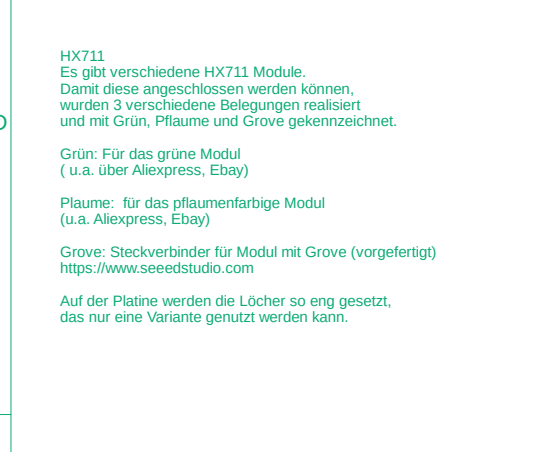 HX711
Es gibt verschiedene HX711 Module.
Damit diese angeschlossen werden können,
wurden 3 verschiedene Belegungen realisiert
und mit Grün, Pflaume und Grove gekennzeichnet.
Grün: Für das grüne Modul
( u.a. über Aliexpress, Ebay)
Plaume:  für das pflaumenfarbige Modul
(u.a. Aliexpress, Ebay)
Grove: Steckverbinder für Modul mit Grove (vorgefertigt)
https://www.seeedstudio.com
Auf der Platine werden die Löcher so eng gesetzt,
das nur eine Variante genutzt werden kann.